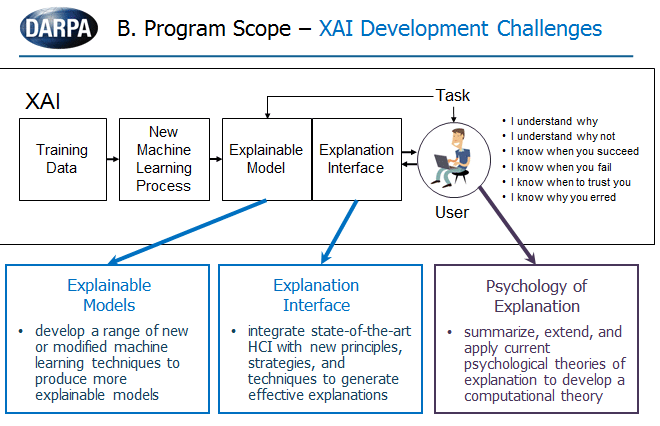 DARPA
B. Program Scope – XAI Development Challenges
XAI
Task
Training
Data
New
Machine
Learning
Process
Explainable
Model
Explanation
Interface
User
• I understand why
• I understand why not
• I know when you succeed
• I know when you fail
• I know when to trust you
• I know why you erred
Explainable
Models
• develop a range of new
or modified machine
learning techniques to
produce more
explainable models
Explanation
Interface
• integrate state-of-the-art
HCI with new principles,
strategies, and
techniques to generate
effective explanations
Psychology of
Explanation
• summarize, extend, and
apply current
psychological theories of
explanation to develop a
computational theory